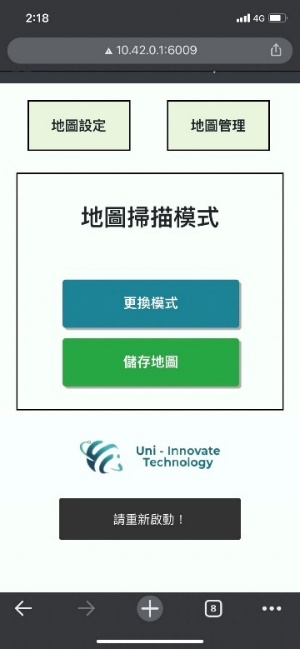 2:18
4G
10.42.0.1:6009
地圖設定
地圖管理
地圖掃描模式
更換模式
儲存地圖
Uni - Innovate
Technology
請重新啟動！
8